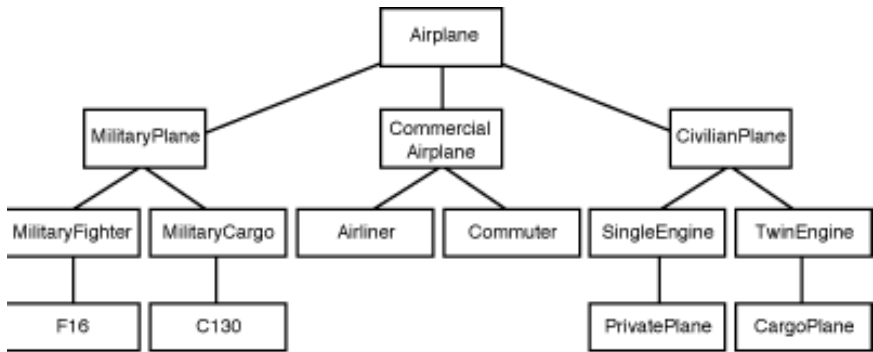 Airplane
MilitaryPlane
Commercial
Airplane
CivilianPlane
MilitaryFighter
MilitaryCargo
Airliner
Commuter
SingleEngine
TwinEngine
F16
C130
PrivatePlane
CargoPlane